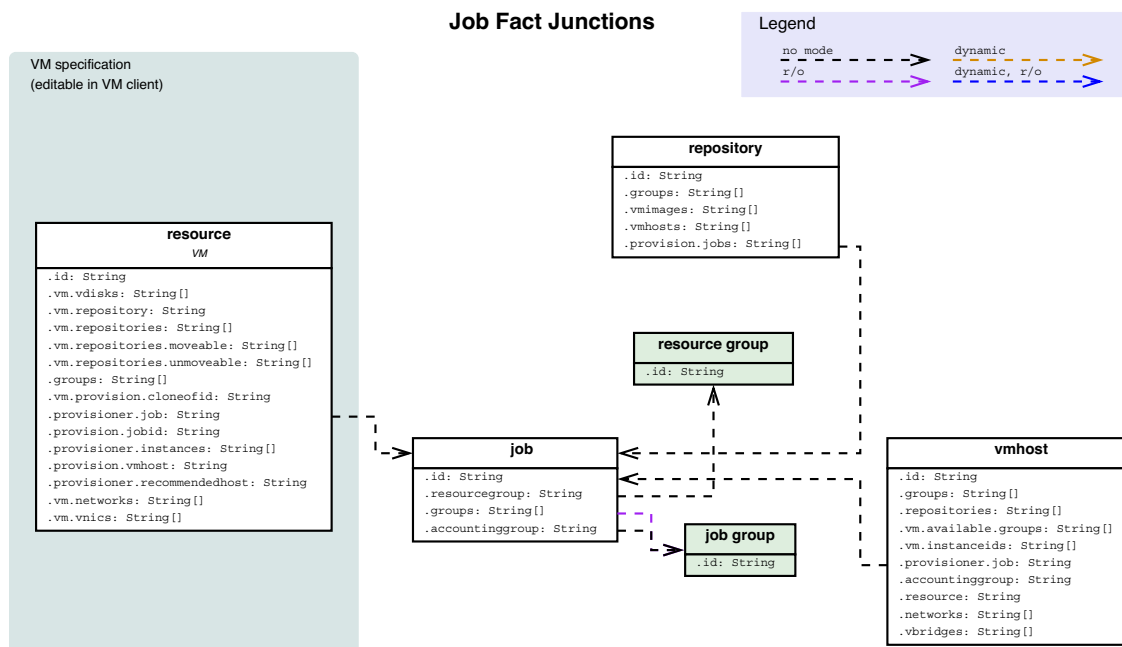 Job Fact Junctions
Legend
no mode
dynamic
r/o
dynamic, r/o
VM specification
(editable in VM client)
repository
.id: String
.groups: String[]
.vmimages: String[]
.vmhosts: String[]
.provision.jobs: String[]
resource
VM
.id: String
.vm.vdisks: String[]
.vm.repository: String
.vm.repositories: String[]
.vm.repositories.moveable: String[]
.vm.repositories.unmoveable: String[]
.groups: String[]
.vm.provision.cloneofid: String
.provisioner.job: String
.provision.jobid: String
.provisioner.instances: String[]
.provision.vmhost: String
.provisioner.recommendedhost: String
.vm.networks: String[]
.vm.vnics: String[]
resource group
.id: String
job
.id: String
.resourcegroup: String
.groups: String[]
.accountinggroup: String
job group
.id: String
vmhost
.id: String
.groups: String[]
.repositories: String[]
.vm.available.groups: String[]
.vm.instanceids: String[]
.provisioner.job: String
.accountinggroup: String
.resource: String
.networks: String[]
.vbridges: String[]